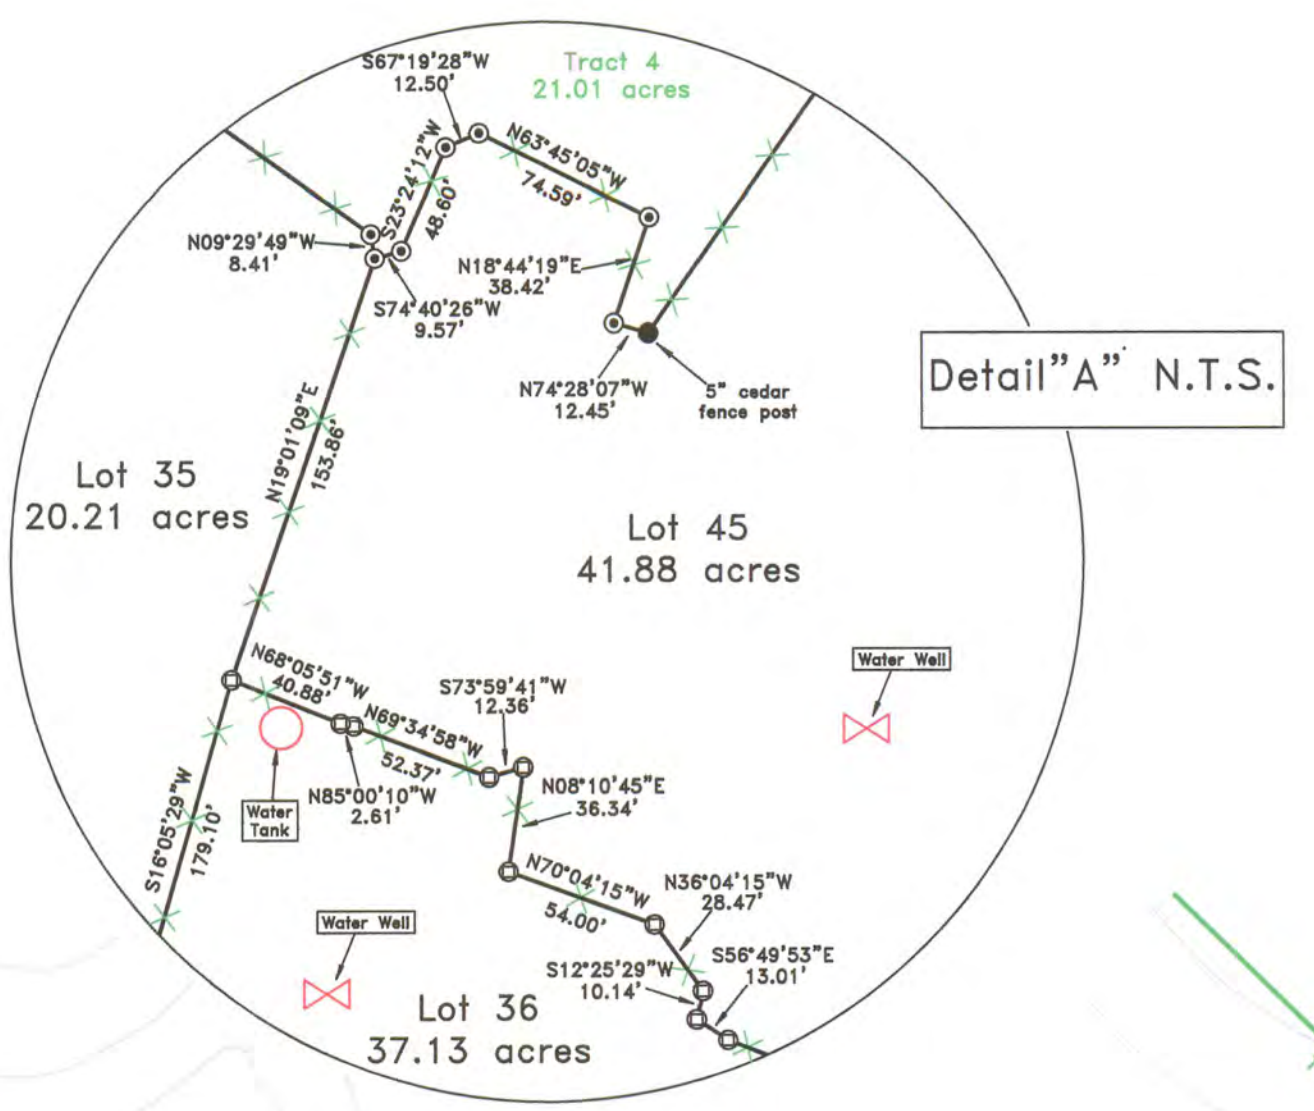 S67°19'28"W
12.50'
Tract 4
21.01 acres
N63°45'05"W
74.59'
S23°24'12"W
48.60'
N09°29'49"W
8.41'
S74°40'26"W
9.57'
N18°44'19"E
38.42'
N74°28'07"W
12.45'
5" cedar
fence post
Detail"A" N.T.S.
N19°01'09"E
153.86'
Lot 35
20.21 acres
Lot 45
41.88 acres
Water Well
N68°05'51"W
40.88'
N69°34'58"W
52.37'
S73°59'41"W
12.36'
N85°00'10"W
2.61'
Water
Tank
N08°10'45"E
36.34'
S16°05'29"W
179.10'
N70°04'15"W
54.00'
N36°04'15"W
28.47'
Water Well
S12°25'29"W
10.14'
S56°49'53"E
13.01'
Lot 36
37.13 acres